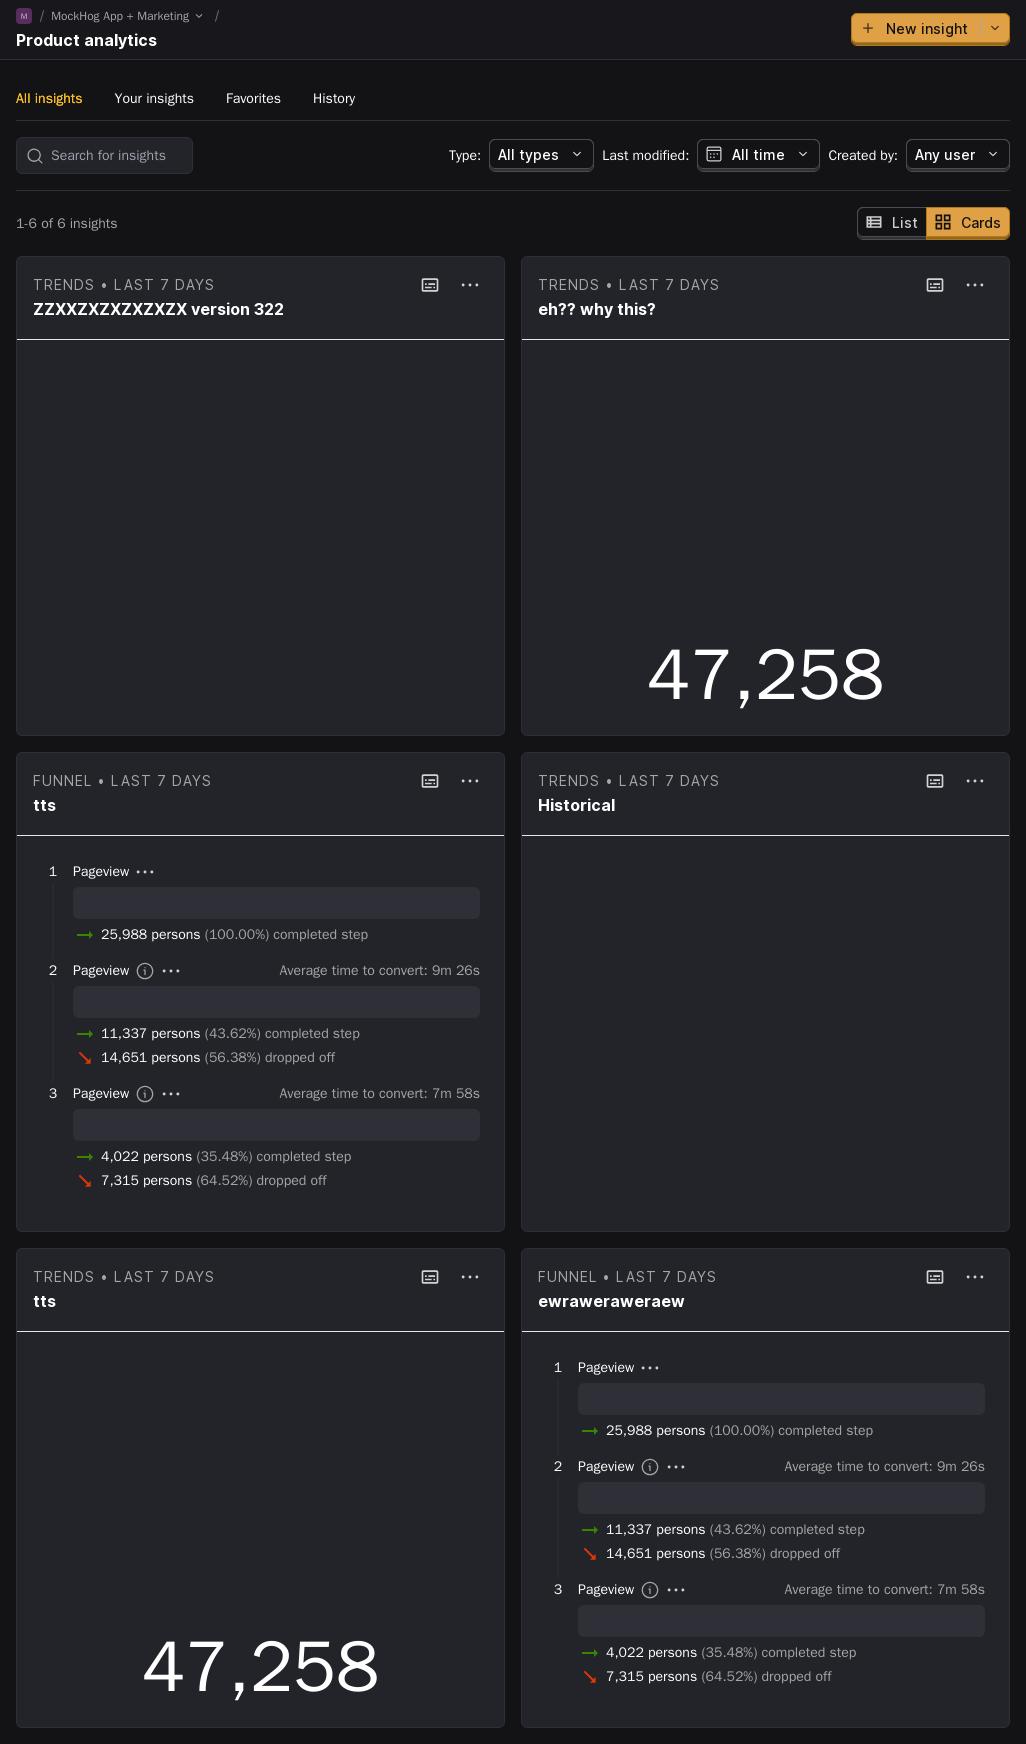 M / MockHog App + Marketing /
Product analytics
New insight
All insights Your insights Favorites History
Search for insights
Type: All types Last modified: All time Created by: Any user
1-6 of 6 insights
List Cards
TRENDS • LAST 7 DAYS
ZZXXZXZXZXZXZX version 322
TRENDS • LAST 7 DAYS
eh?? why this?
47,258
FUNNEL • LAST 7 DAYS
tts
1 Pageview
25,988 persons (100.00%) completed step
2 Pageview Average time to convert: 9m 26s
11,337 persons (43.62%) completed step
14,651 persons (56.38%) dropped off
3 Pageview Average time to convert: 7m 58s
4,022 persons (35.48%) completed step
7,315 persons (64.52%) dropped off
TRENDS • LAST 7 DAYS
Historical
TRENDS • LAST 7 DAYS
tts
47,258
FUNNEL • LAST 7 DAYS
ewraweraweraew
1 Pageview
25,988 persons (100.00%) completed step
2 Pageview Average time to convert: 9m 26s
11,337 persons (43.62%) completed step
14,651 persons (56.38%) dropped off
3 Pageview Average time to convert: 7m 58s
4,022 persons (35.48%) completed step
7,315 persons (64.52%) dropped off